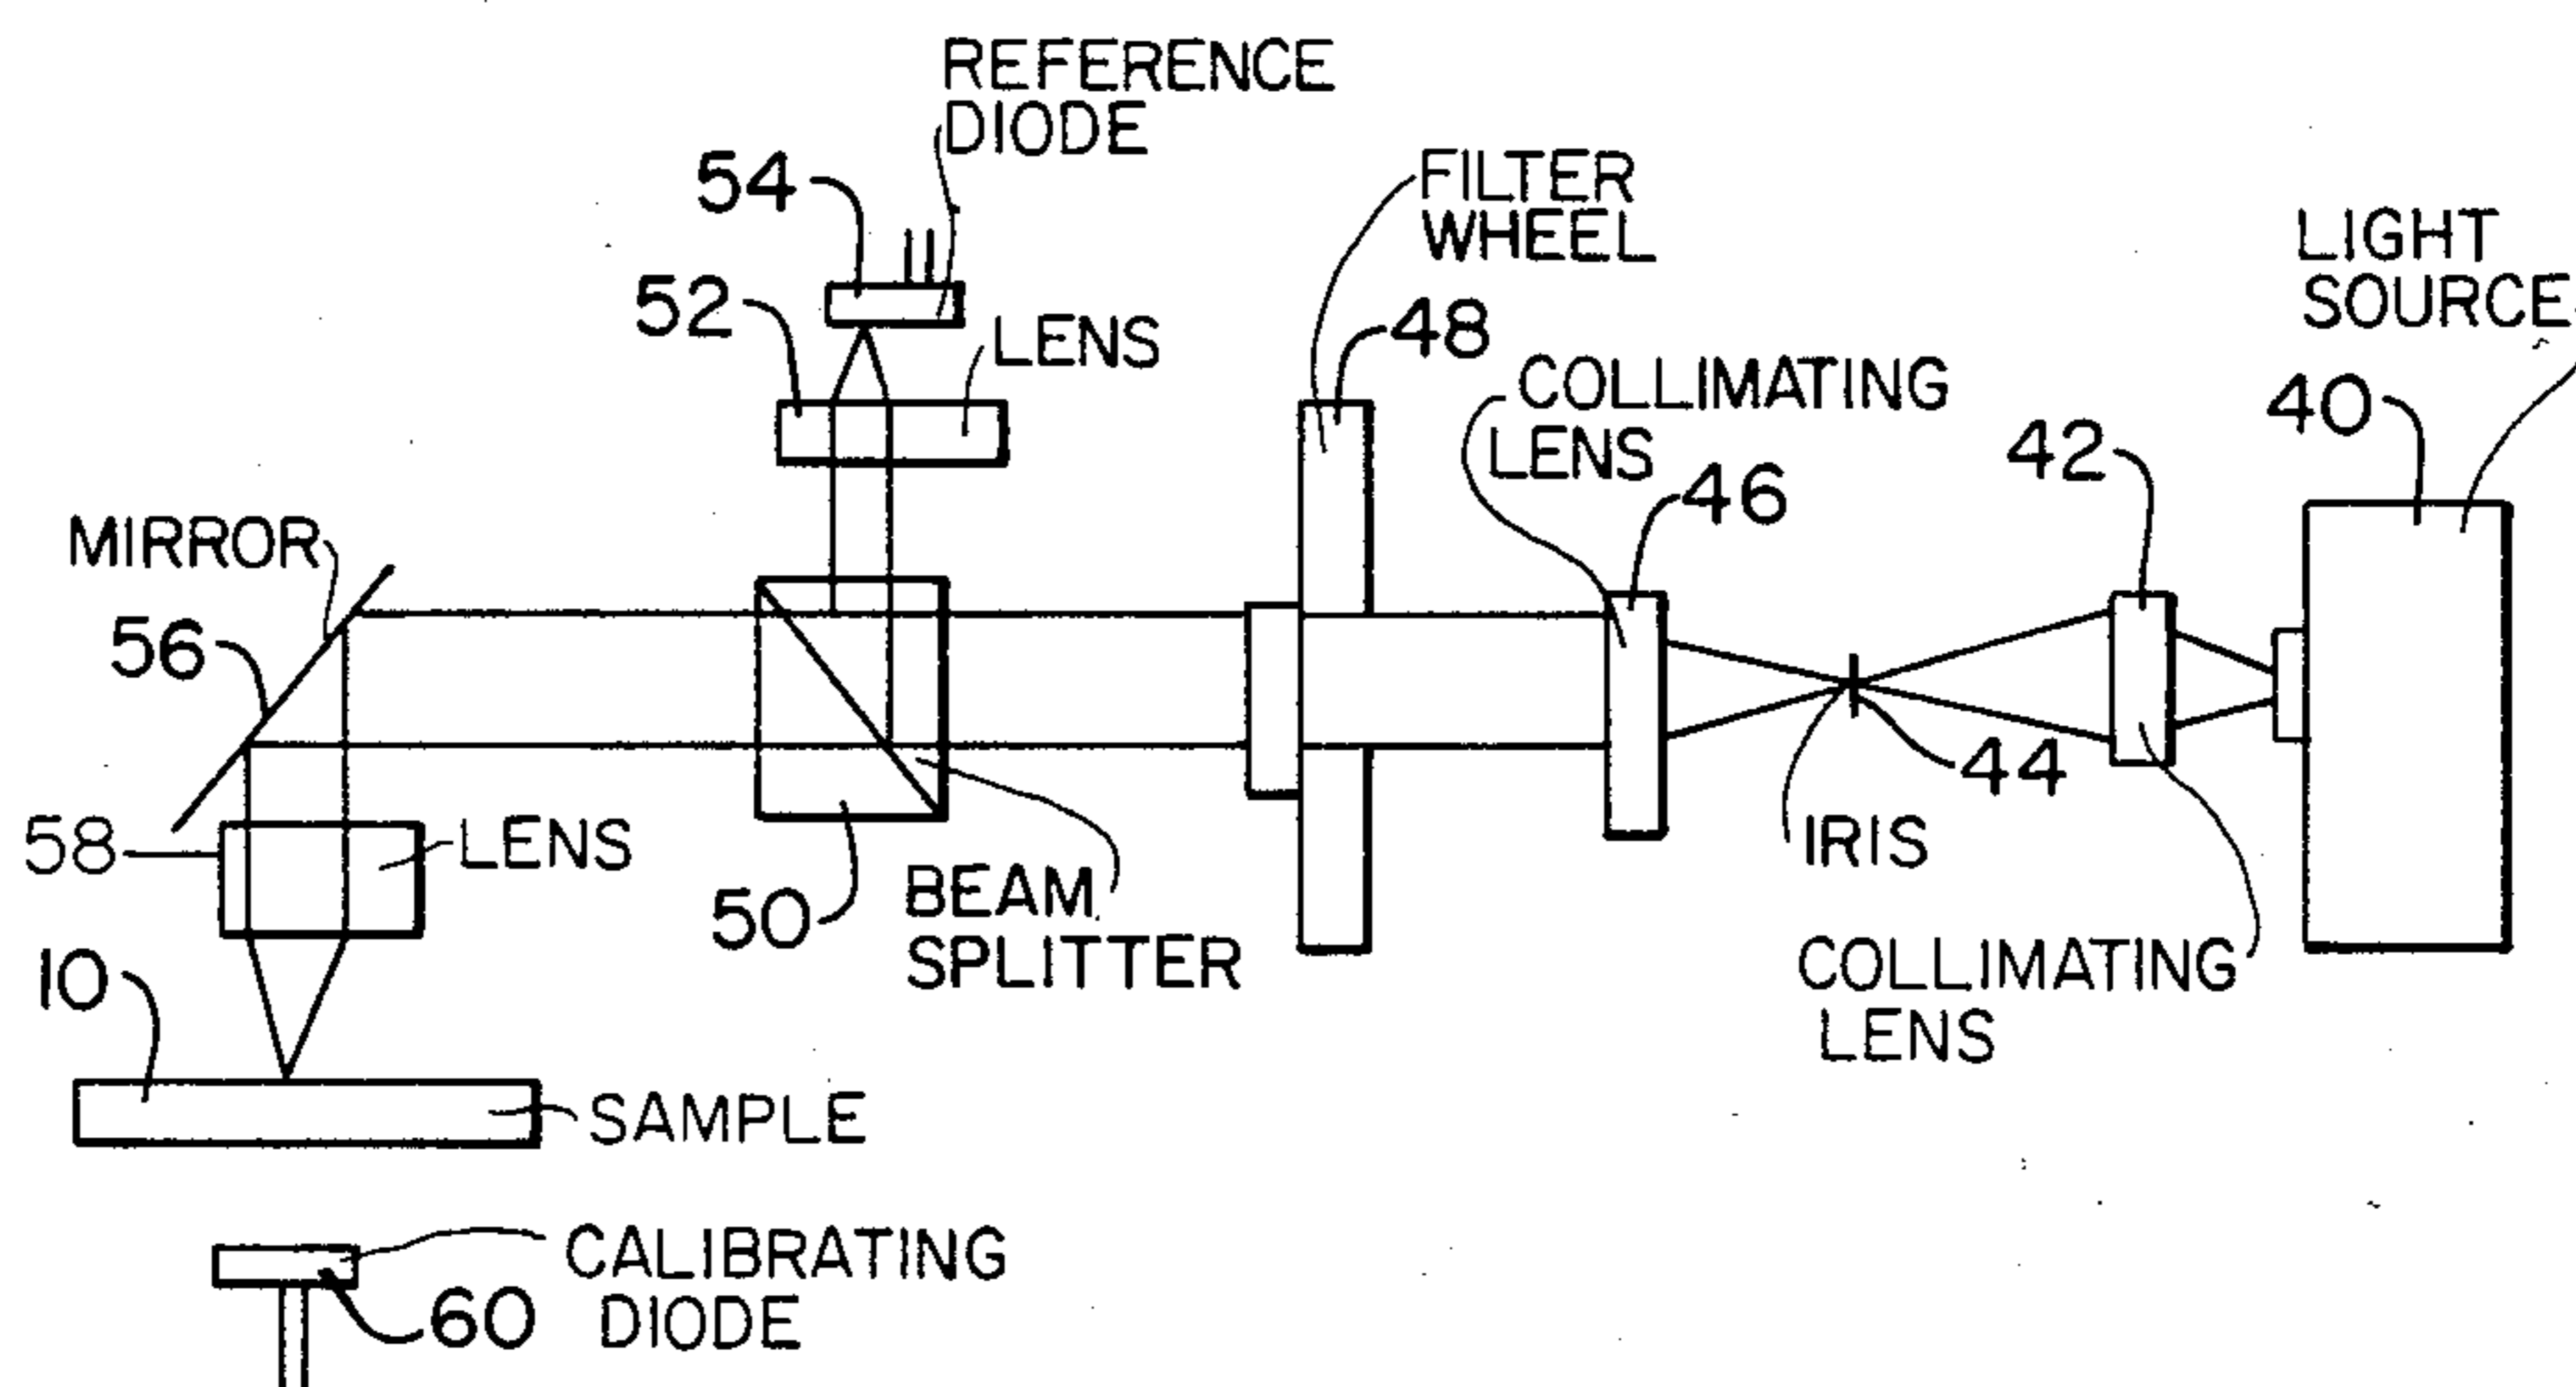 REFERENCE
DIODE
54
FILTER
WHEEL
LIGHT
SOURCE
52
LENS
48
COLLIMATING
LENS
40
42
46
MIRROR
56
44
58
LENS
IRIS
50
BEAM
SPLITTER
COLLIMATING
LENS
10
SAMPLE
CALIBRATING
DIODE
60